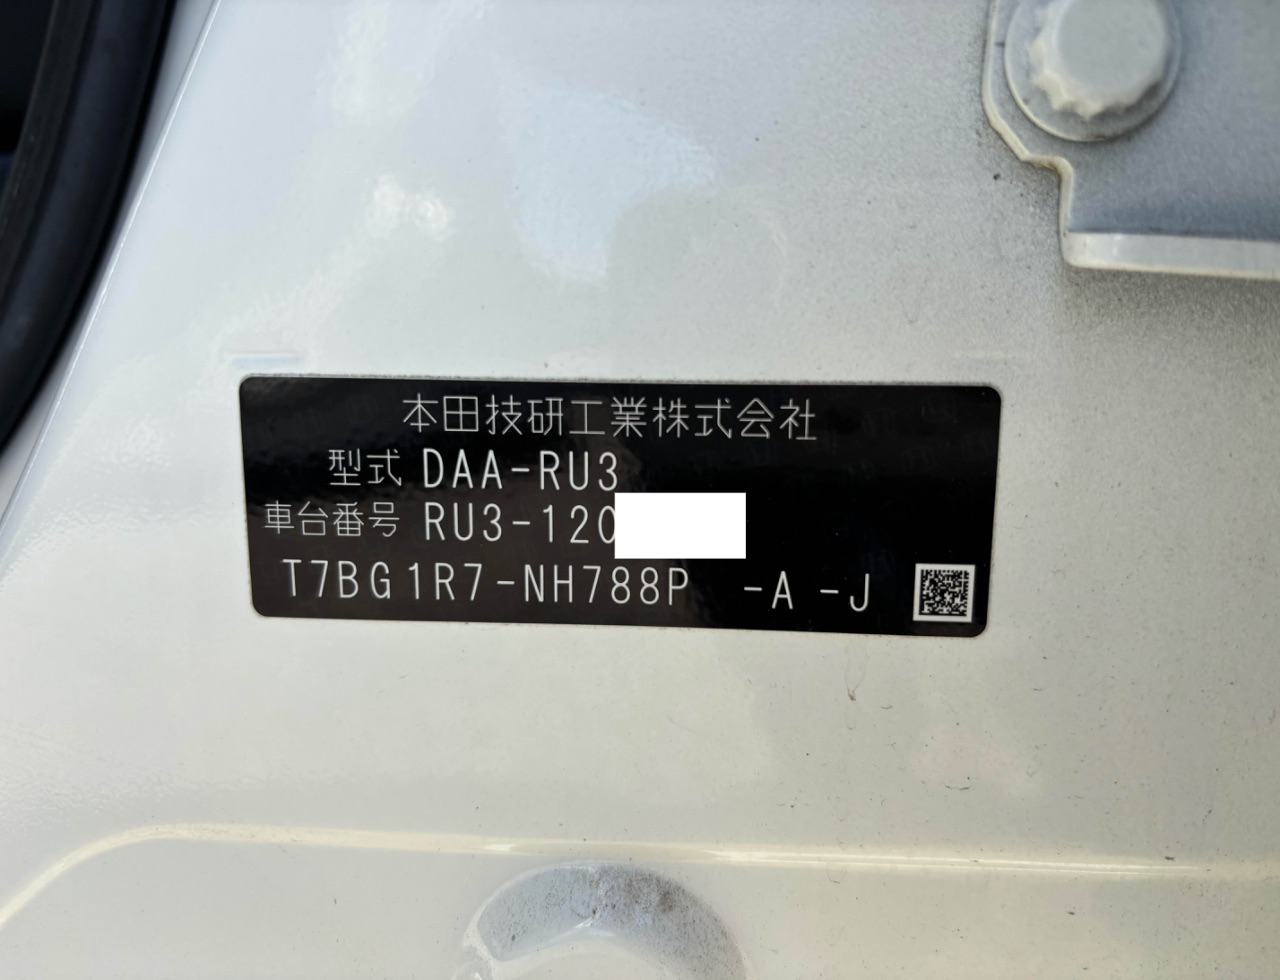 本田技研工業株式会社
型式 DAA-RU3
車台番号 RU3-120
T7BG1R7-NH788P -A -J